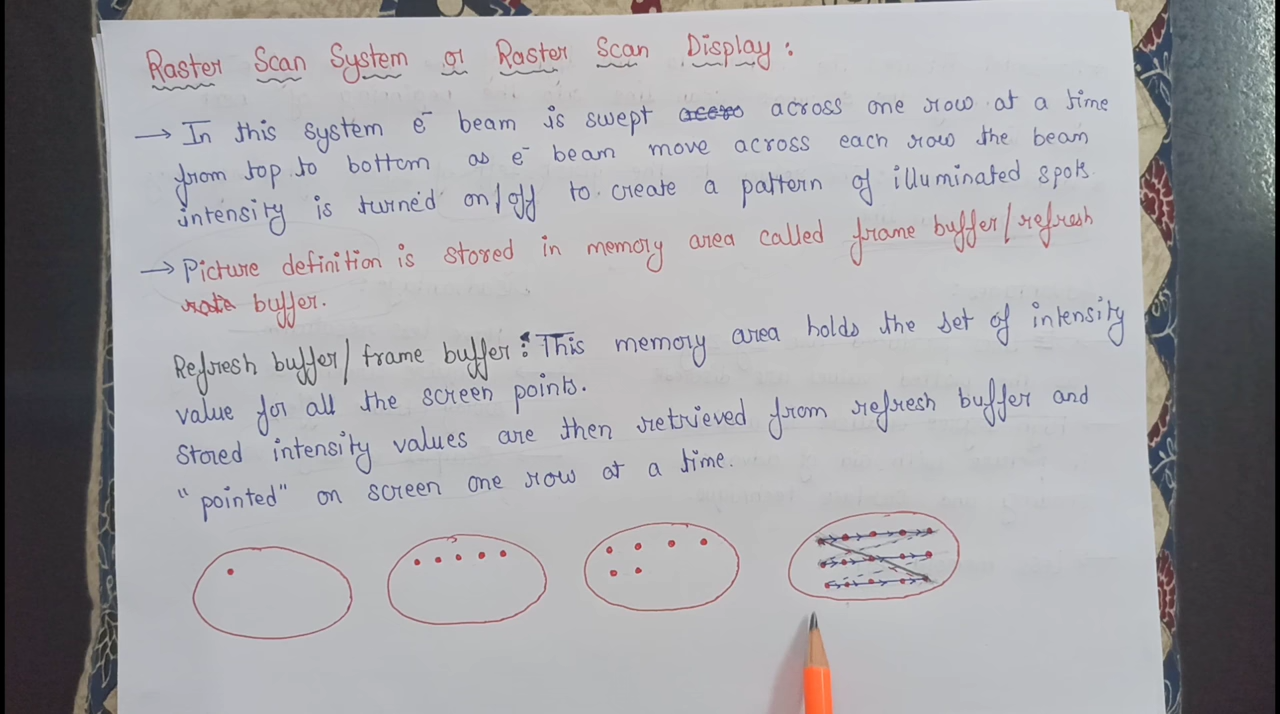 Raster Scan System or Raster Scan Display :
→ In this system e⁻ beam is swept across one row at a time
from top to bottom as e⁻ beam move across each row the beam
intensity is turned on/off to create a pattern of illuminated spots.
→ Picture definition is stored in memory area called frame buffer/refresh
rate buffer.
Refresh buffer/frame buffer : This memory area holds the set of intensity
value for all the screen points.
Stored intensity values are then retrieved from refresh buffer and
"pointed" on screen one row at a time.